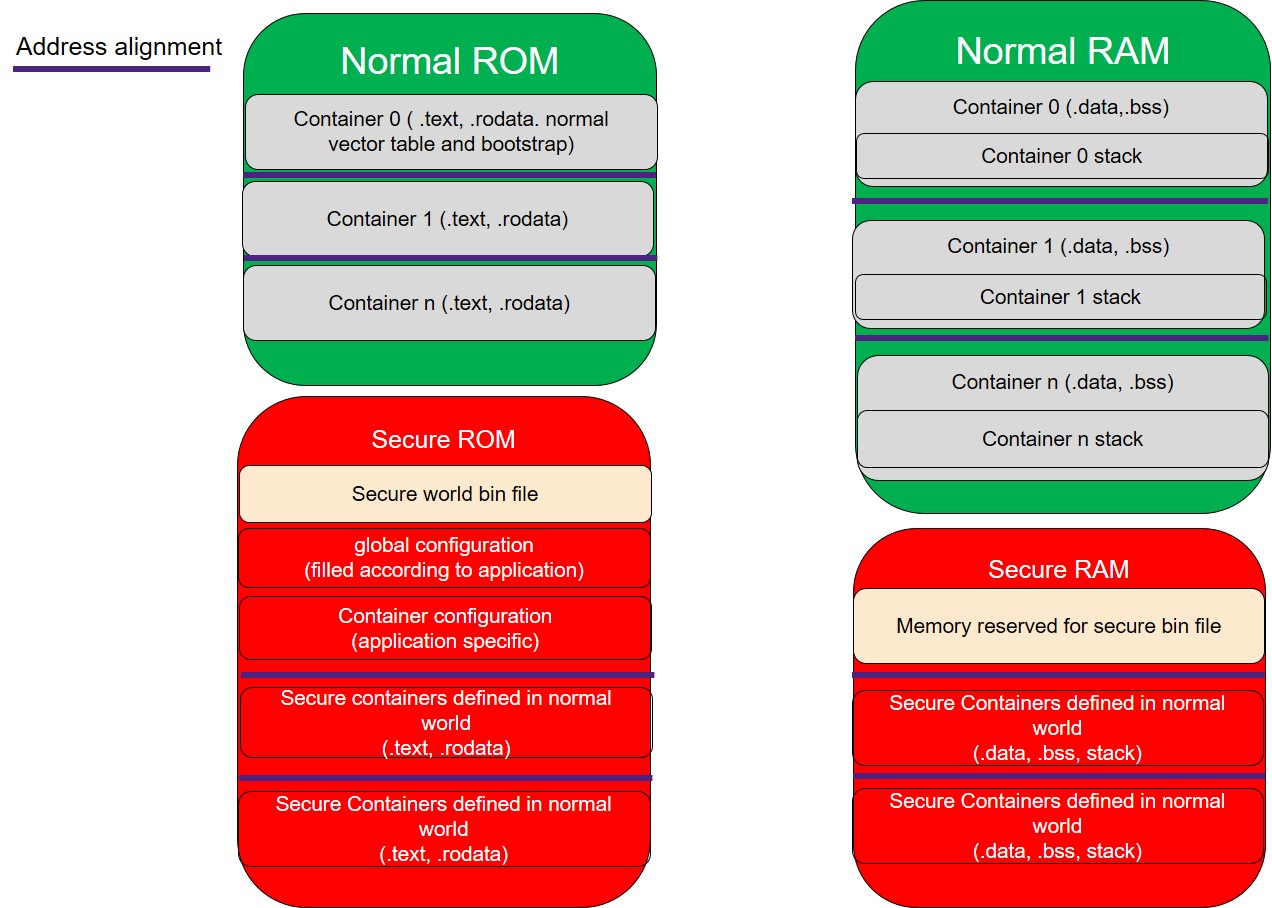 Address alignment
Normal ROM
Container 0 ( .text, .rodata. normal
vector table and bootstrap)
Container 1 (.text, .rodata)
Container n (.text, .rodata)
Secure ROM
Secure world bin file
global configuration
(filled according to application)
Container configuration
(application specific)
Secure containers defined in normal
world
(.text, .rodata)
Secure Containers defined in normal
world
(.text, .rodata)
Normal RAM
Container 0 (.data,.bss)
Container 0 stack
Container 1 (.data, .bss)
Container 1 stack
Container n (.data, .bss)
Container n stack
Secure RAM
Memory reserved for secure bin file
Secure Containers defined in normal
world
(.data, .bss, stack)
Secure Containers defined in normal
world
(.data, .bss, stack)